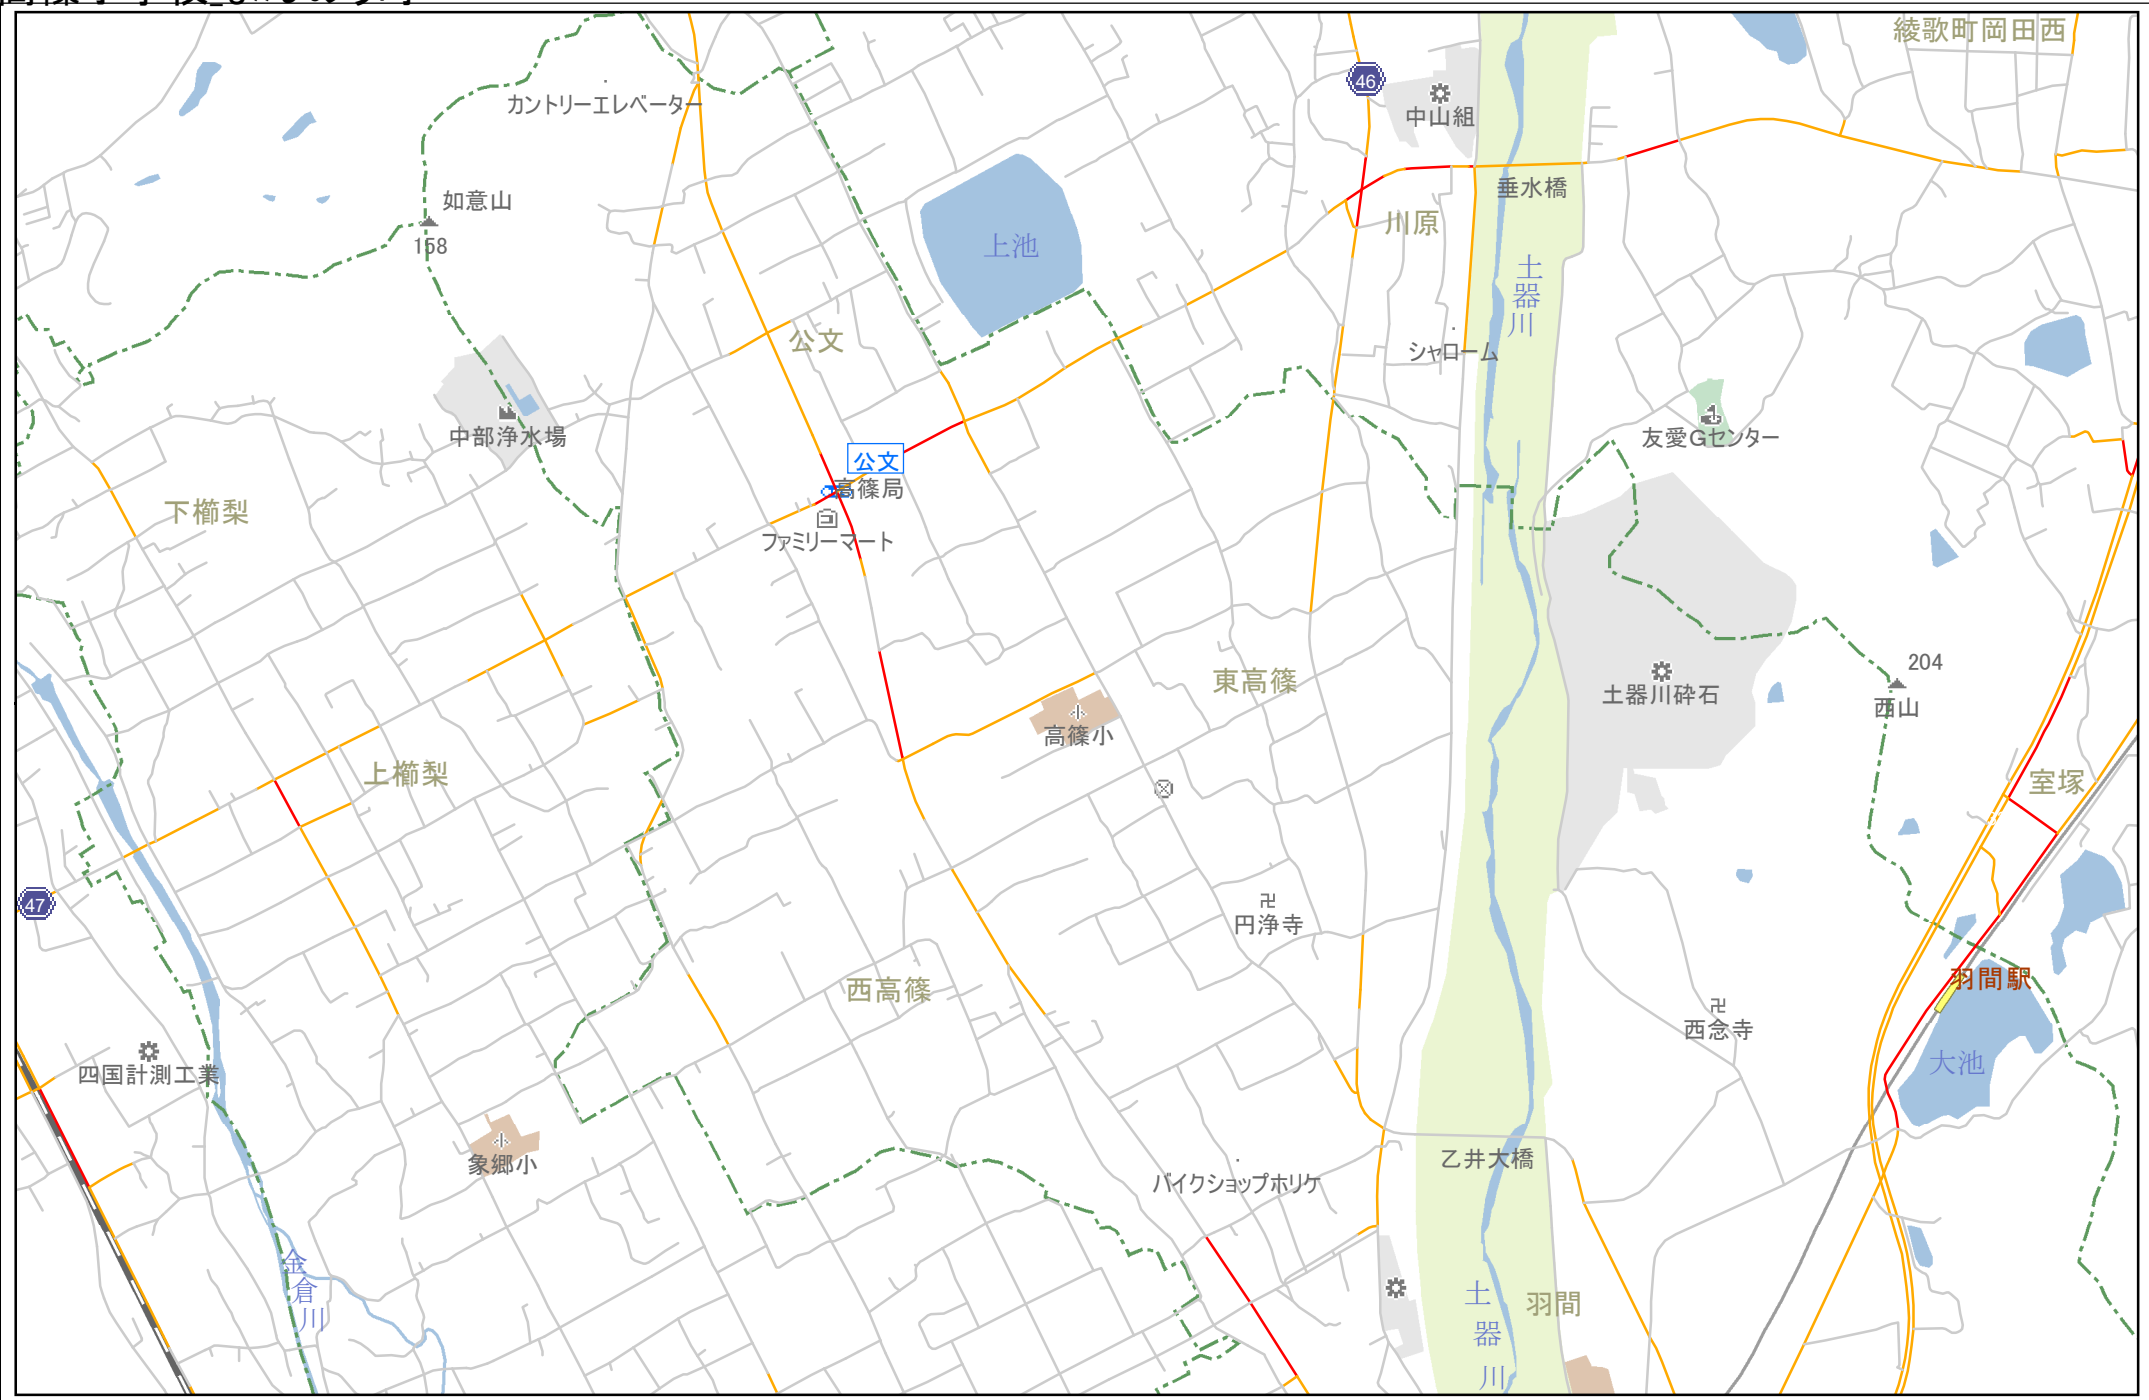 綾歌町岡田西
46
カントリーエレベーター
中山組
垂水橋
如意山
158
川原
上池
土器川
公文
シャローム
中部浄水場
友愛Gセンター
公文
高篠局
下櫛梨
ファミリーマート
204
東高篠
土器川砕石
西山
高篠小
上櫛梨
室塚
47
円浄寺
西高篠
羽間駅
西念寺
大池
四国計測工業
象郷小
乙井大橋
バイクショップホリケ
金倉川
土器川
羽間